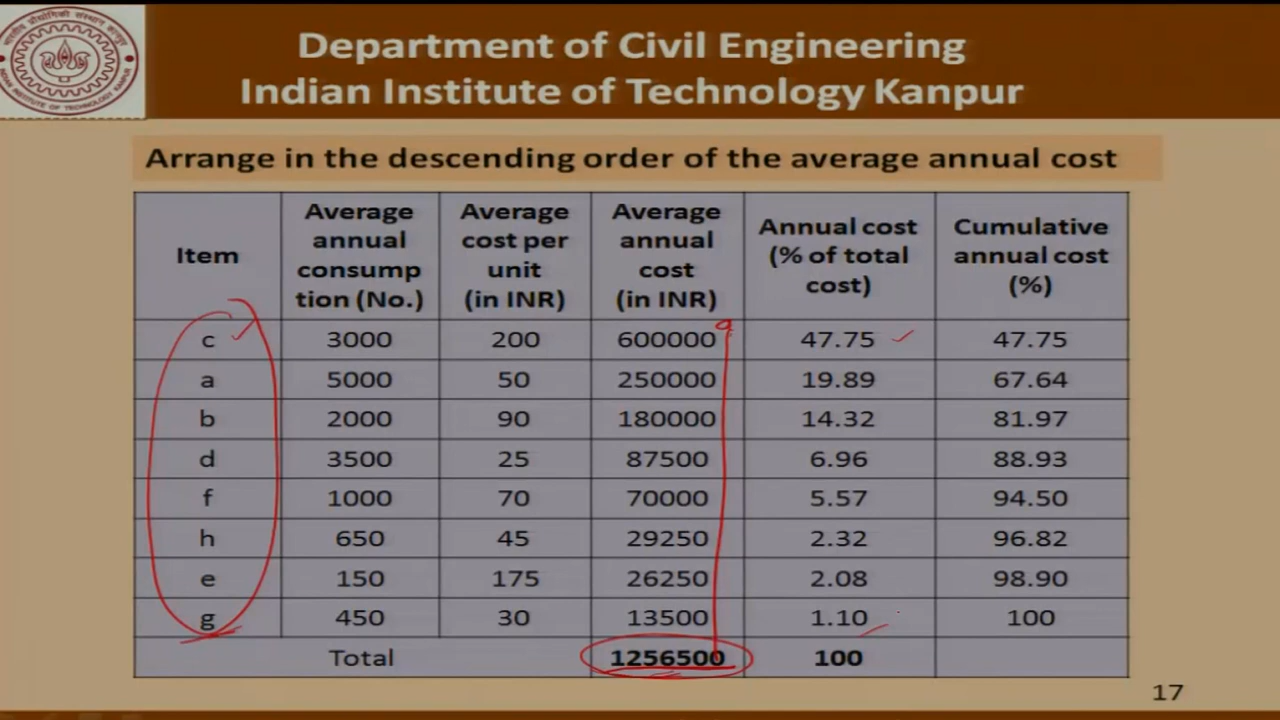 Department of Civil Engineering
Indian Institute of Technology Kanpur
Arrange in the descending order of the average annual cost
Item | Average annual consump tion (No.) | Average cost per unit (in INR) | Average annual cost (in INR) | Annual cost (% of total cost) | Cumulative annual cost (%)
c 3000 200 600000 47.75 47.75
a 5000 50 250000 19.89 67.64
b 2000 90 180000 14.32 81.97
d 3500 25 87500 6.96 88.93
f 1000 70 70000 5.57 94.50
h 650 45 29250 2.32 96.82
e 150 175 26250 2.08 98.90
g 450 30 13500 1.10 100
Total 1256500 100
17